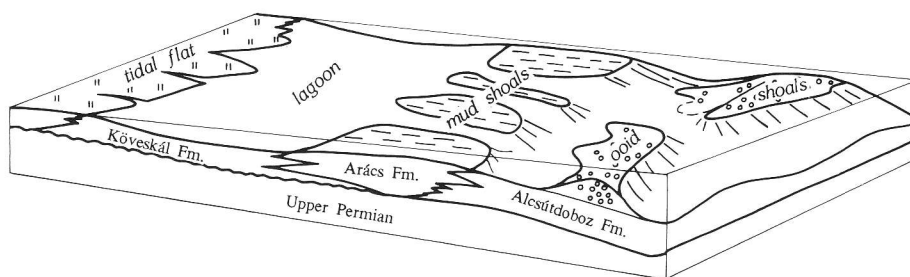 tidal flat
lagoon
mud shoals
ooid
shoals
Köveskál Fm.
Arács Fm.
Alcsútdoboz Fm.
Upper Permian